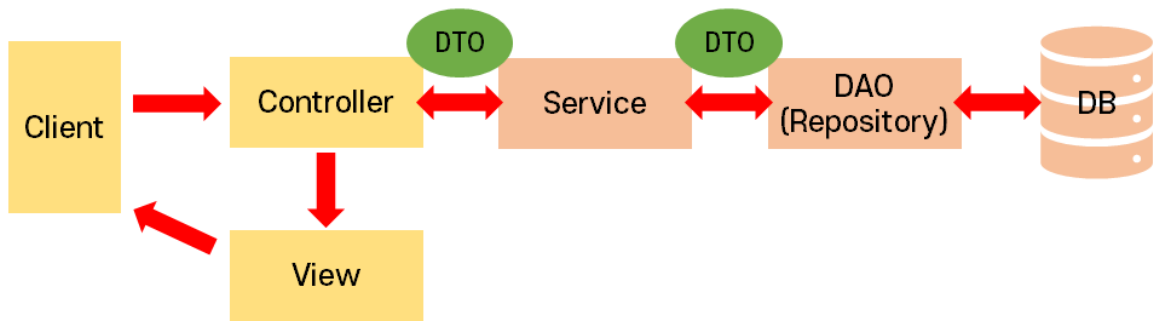 DTO
DTO
Client
Controller
Service
DAO
(Repository)
DB
View